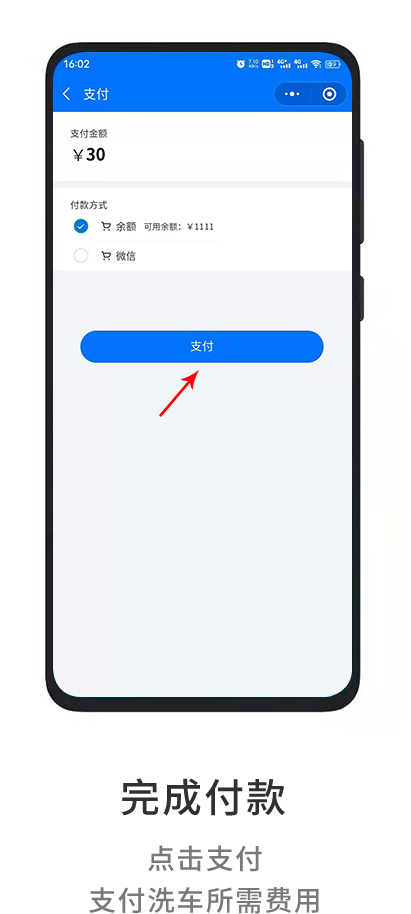 16:02
支付
支付金额
￥30
付款方式
余额 可用余额：￥1111
微信
支付
完成付款
点击支付
支付洗车所需费用